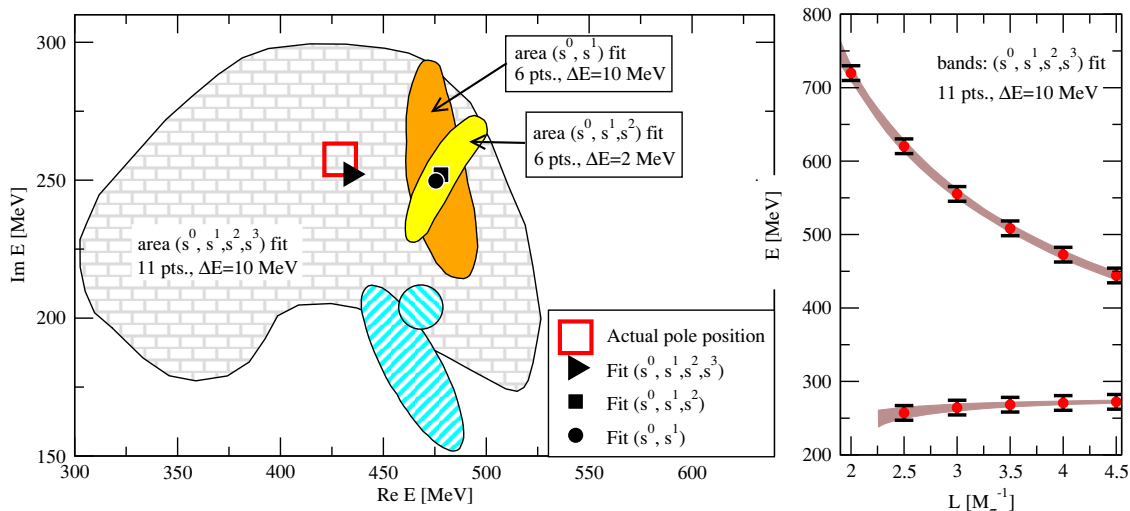 300
250
200
150
Im E [MeV]
300
350
400
450
500
550
600
Re E [MeV]
area (s⁰, s¹) fit
6 pts., ΔE=10 MeV
area (s⁰, s¹,s²) fit
6 pts., ΔE=2 MeV
area (s⁰, s¹,s²,s³) fit
11 pts., ΔE=10 MeV
Actual pole position
Fit (s⁰, s¹,s²,s³)
Fit (s⁰, s¹,s²)
Fit (s⁰, s¹)
800
700
600
500
400
300
200
E [MeV]
bands: (s⁰, s¹,s²,s³) fit
11 pts., ΔE=10 MeV
2
2.5
3
3.5
4
4.5